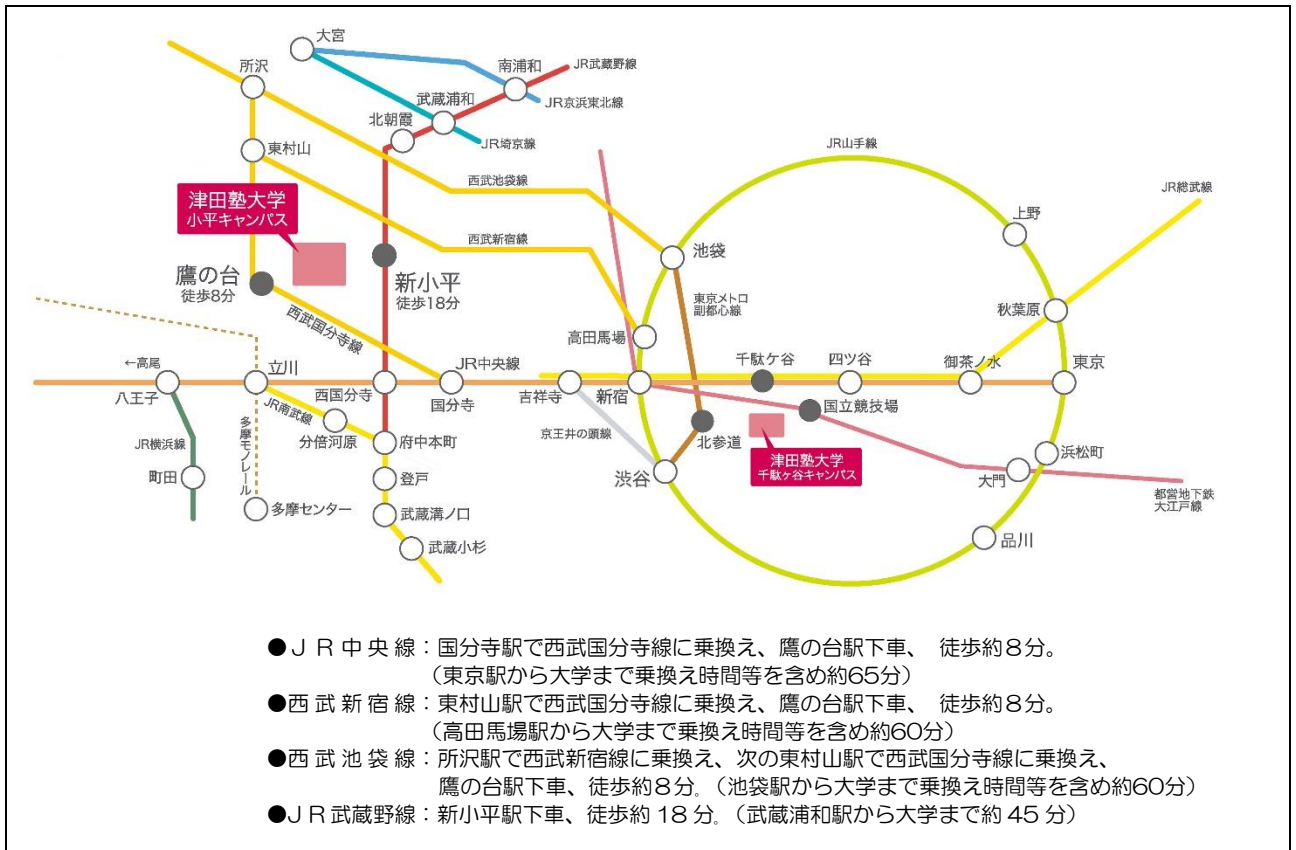 大宮
所沢
南浦和
JR武蔵野線
武蔵浦和
JR京浜東北線
北朝霞
JR埼京線
東村山
JR山手線
西武池袋線
JR総武線
津田塾大学
小平キャンパス
上野
西武新宿線
池袋
鷹の台
徒歩8分
新小平
徒歩18分
東京メトロ
副都心線
秋葉原
西武国分寺線
高田馬場
←高尾
立川
JR中央線
千駄ケ谷
四ツ谷
御茶ノ水
東京
八王子
西国分寺
国分寺
吉祥寺
新宿
国立競技場
JR南武線
分倍河原
多摩モノレール
JR横浜線
府中本町
京王井の頭線
北参道
津田塾大学
千駄ケ谷キャンパス
浜松町
町田
登戸
渋谷
大門
都営地下鉄
大江戸線
多摩センター
武蔵溝ノ口
武蔵小杉
品川
●ＪＲ中央線：国分寺駅で西武国分寺線に乗換え、鷹の台駅下車、 徒歩約８分。
（東京駅から大学まで乗換え時間等を含め約65分）
●西武新宿線：東村山駅で西武国分寺線に乗換え、鷹の台駅下車、 徒歩約８分。
（高田馬場駅から大学まで乗換え時間等を含め約60分）
●西武池袋線：所沢駅で西武新宿線に乗換え、次の東村山駅で西武国分寺線に乗換え、
鷹の台駅下車、徒歩約８分。（池袋駅から大学まで乗換え時間等を含め約60分）
●ＪＲ武蔵野線：新小平駅下車、徒歩約 18 分。（武蔵浦和駅から大学まで約 45 分）